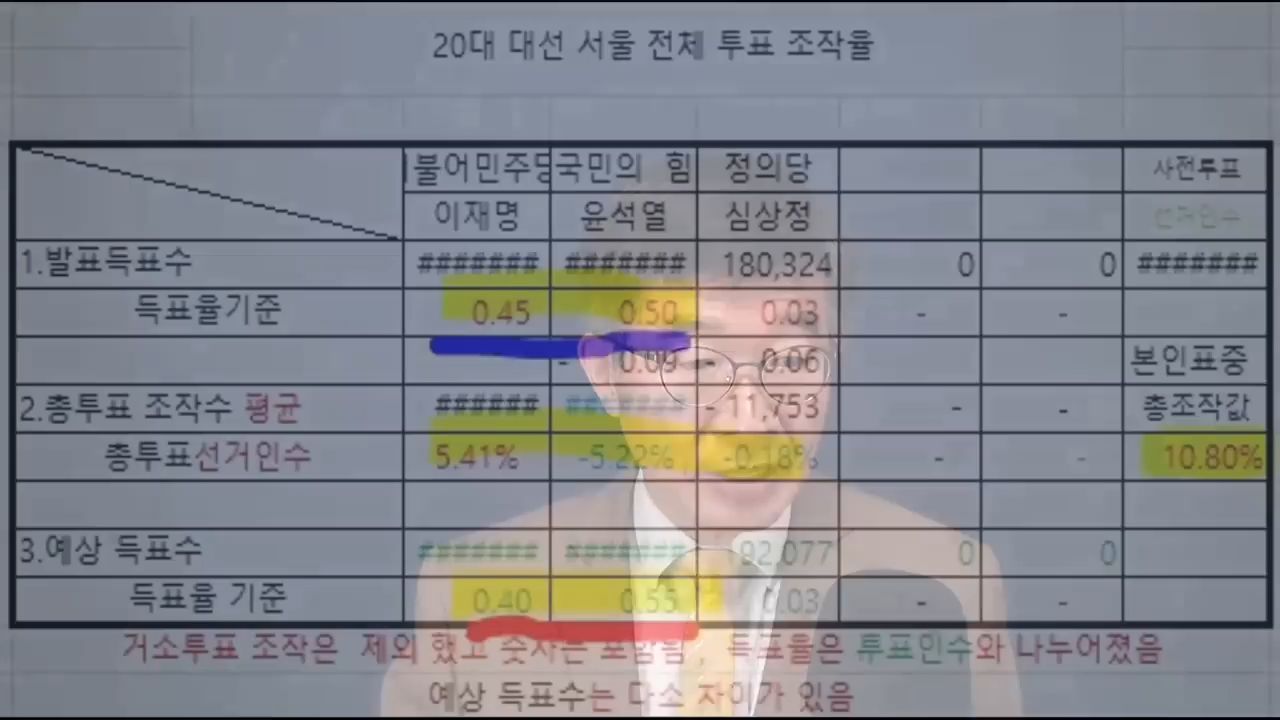 20대 대선 서울 전체 투표 조작율
불어민주당 국민의 힘 정의당 사전투표
이재명 윤석열 심상정 선거인수
1.발표득표수 ####### ####### 180,324 0 0 #######
득표율기준 0.45 0.50 0.03 - -
- 0.09 0.06 본인표중
2.총투표 조작수 평균 ###### ####### - 11,753 - - 총조작값
총투표선거인수 5.41% -5.22% -0.18% - - 10.80%
3.예상 득표수 ####### ####### 0 0
득표율 기준 0.40 0.55 0.03 - -
거소투표 조작은 제외 했고 숫자는 포함됨 , 득표율은 투표인수와 나누어졌음
예상 득표수는 다소 차이가 있음